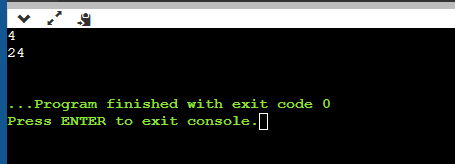 4
24
...Program finished with exit code 0
Press ENTER to exit console.